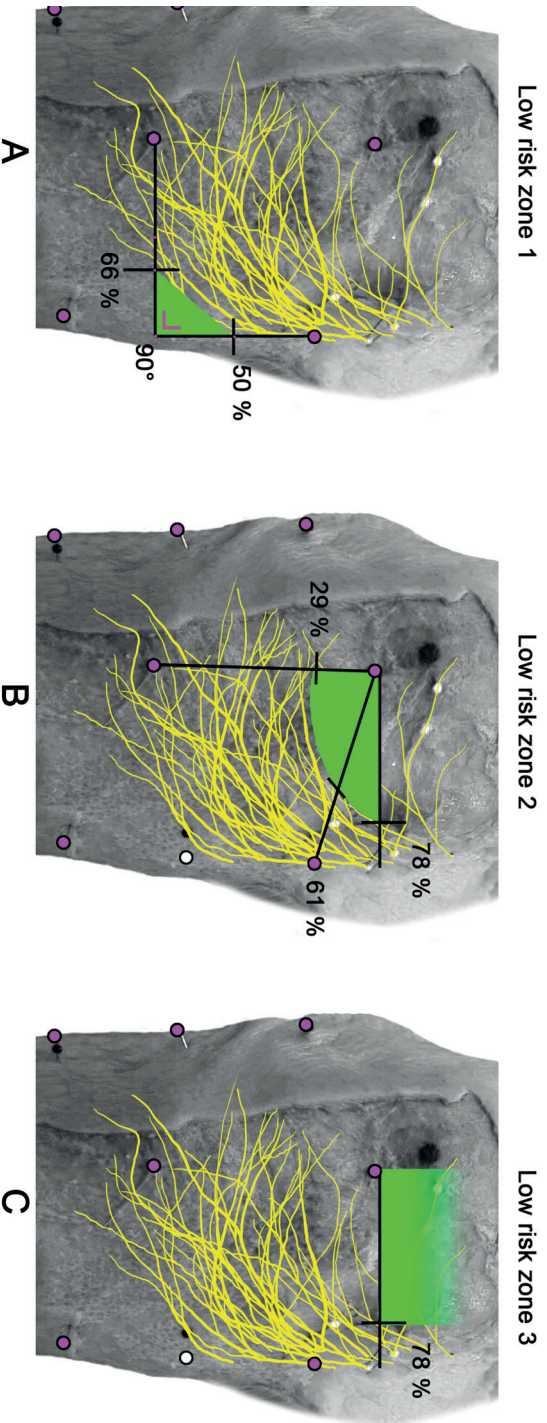 Low risk zone 1
66 %
90°
50 %
A
Low risk zone 2
29 %
78 %
61 %
B
Low risk zone 3
78 %
C